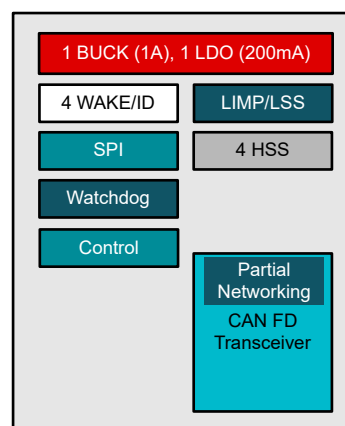 1 BUCK (1A), 1 LDO (200mA)
4 WAKE/ID
LIMP/LSS
SPI
4 HSS
Watchdog
Control
Partial
Networking
CAN FD
Transceiver